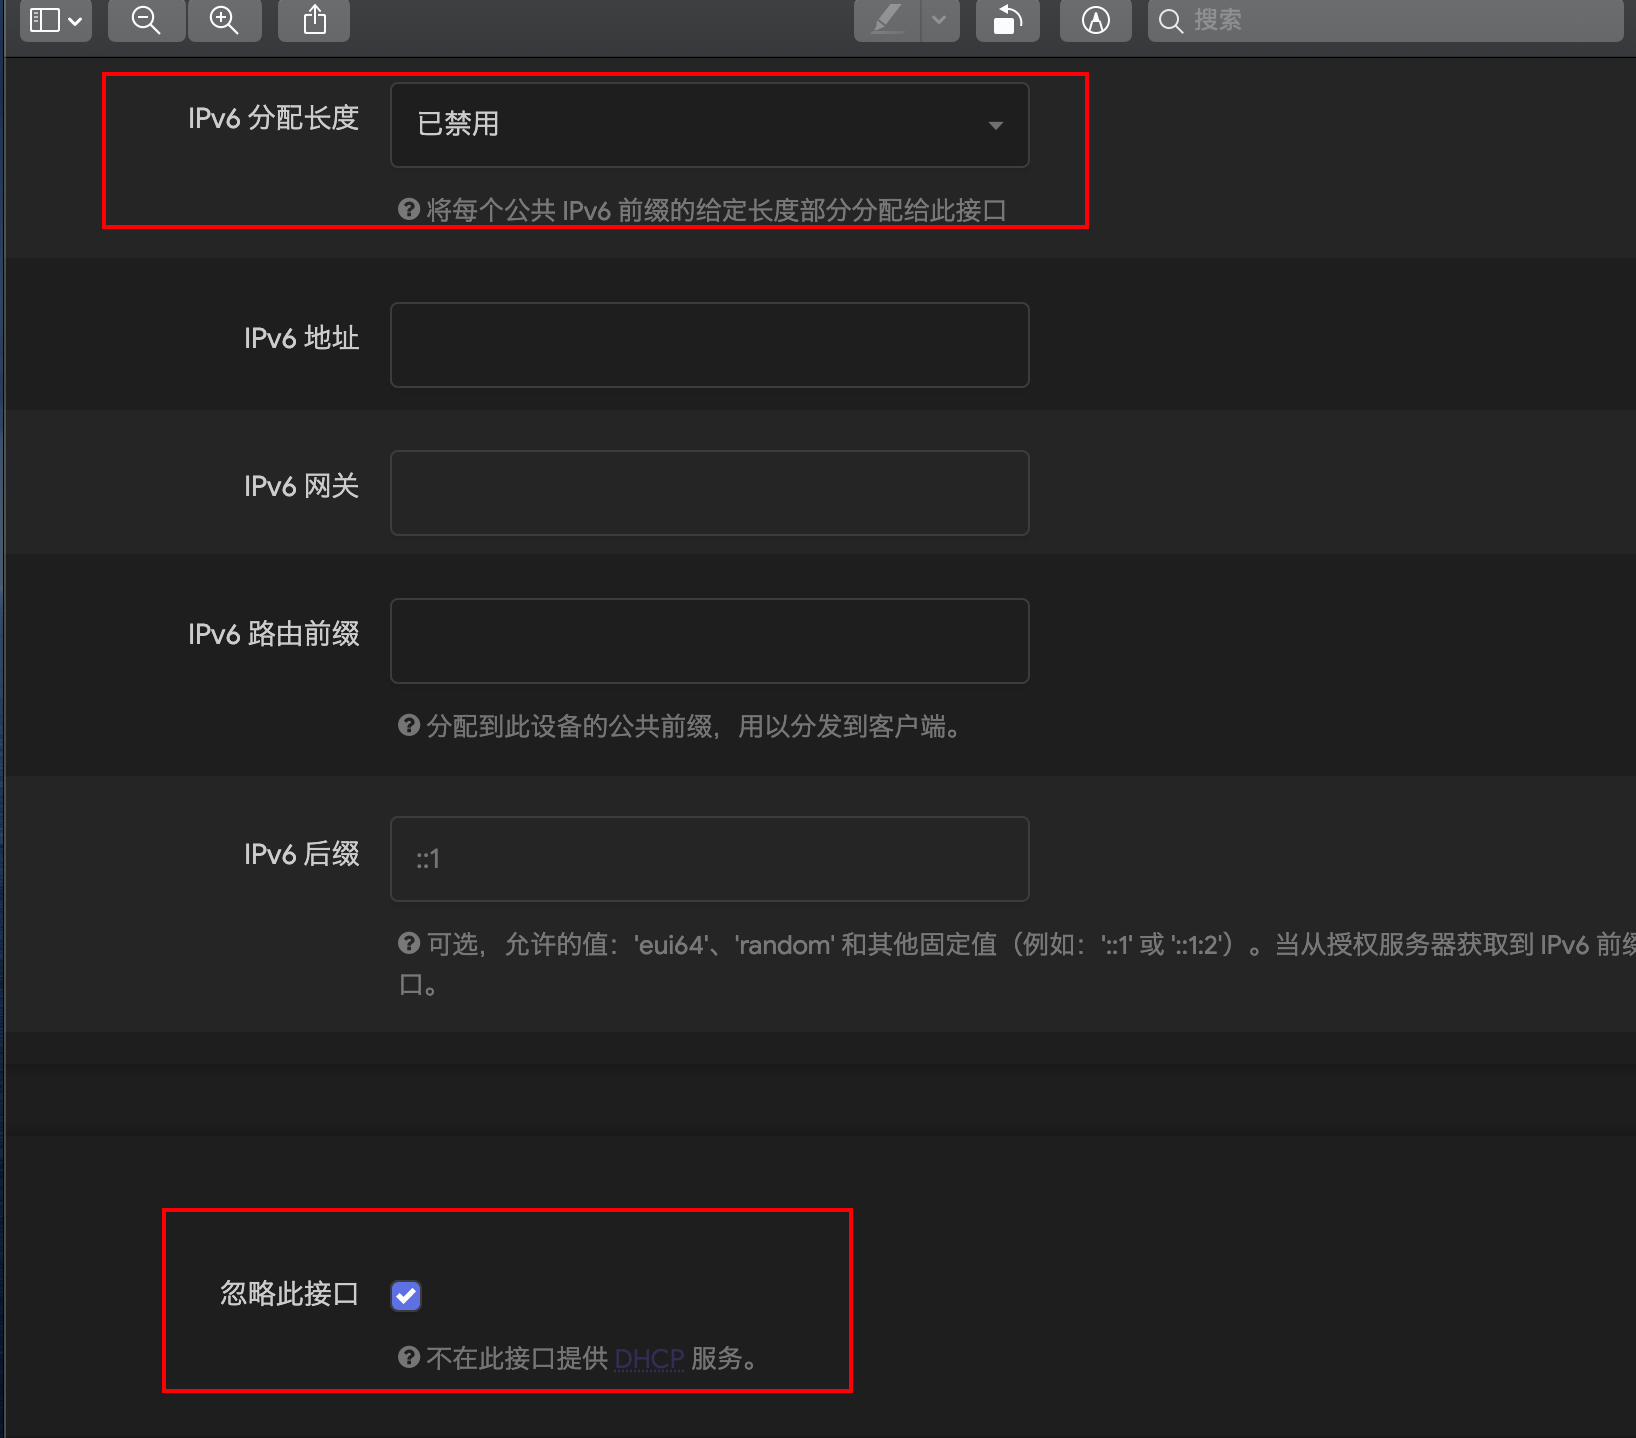 搜索
IPv6 分配长度
已禁用
将每个公共 IPv6 前缀的给定长度部分分配给此接口
IPv6 地址
IPv6 网关
IPv6 路由前缀
分配到此设备的公共前缀，用以分发到客户端。
IPv6 后缀
::1
可选，允许的值：'eui64'、'random' 和其他固定值（例如：'::1' 或 '::1:2'）。当从授权服务器获取到 IPv6 前缀
口。
忽略此接口
不在此接口提供 DHCP 服务。